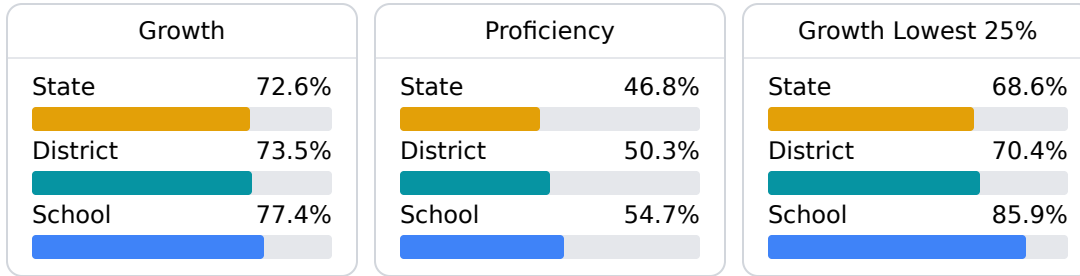 Growth
State 72.6%
District 73.5%
School 77.4%
Proficiency
State 46.8%
District 50.3%
School 54.7%
Growth Lowest 25%
State 68.6%
District 70.4%
School 85.9%